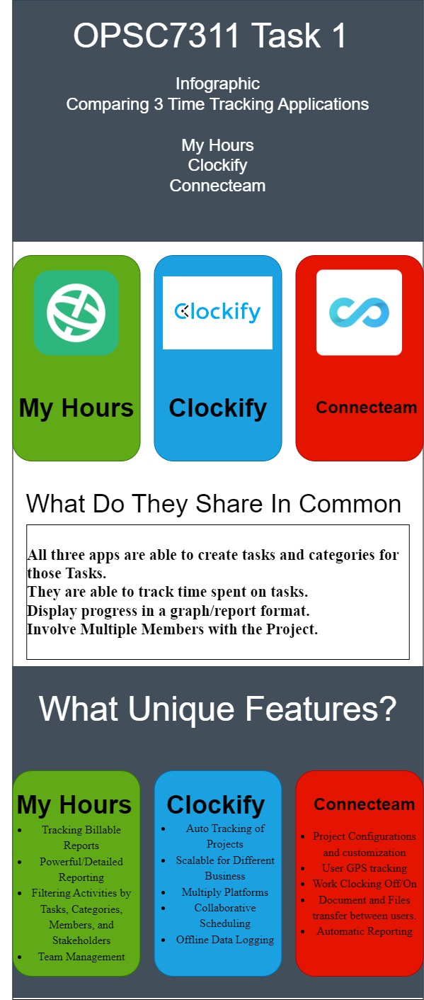 OPSC7311 Task 1
Infographic
Comparing 3 Time Tracking Applications
My Hours
Clockify
Connecteam
Clockify
My Hours
Clockify
Connecteam
What Do They Share In Common
All three apps are able to create tasks and categories for
those Tasks.
They are able to track time spent on tasks.
Display progress in a graph/report format.
Involve Multiple Members with the Project.
What Unique Features?
My Hours
• Tracking Billable
Reports
• Powerful/Detailed
Reporting
• Filtering Activities by
Tasks, Categories,
Members, and
Stakeholders
• Team Management
Clockify
• Auto Tracking of
Projects
• Scalable for Different
Business
• Multiply Platforms
• Collaborative
Scheduling
• Offline Data Logging
Connecteam
• Project Configurations
and customization
• User GPS tracking
• Work Clocking Off/On
• Document and Files
transfer between users.
• Automatic Reporting